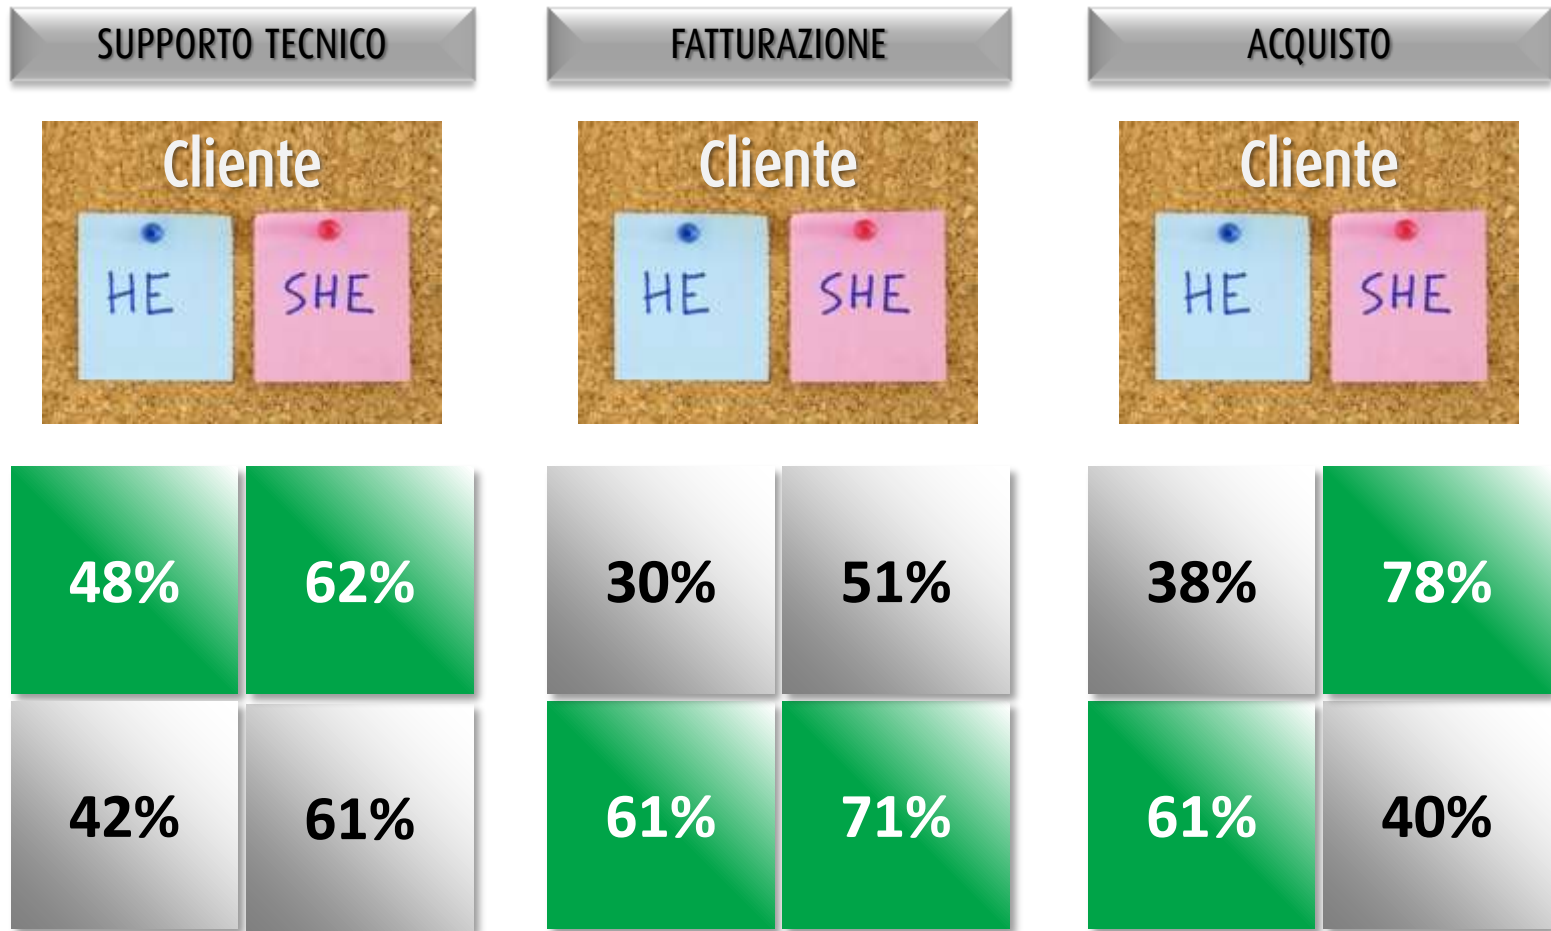 SUPPORTO TECNICO FATTURAZIONE ACQUISTO
Cliente Cliente Cliente
HE SHE HE SHE HE SHE
48% 62% 30% 51% 38% 78%
42% 61% 61% 71% 61% 40%